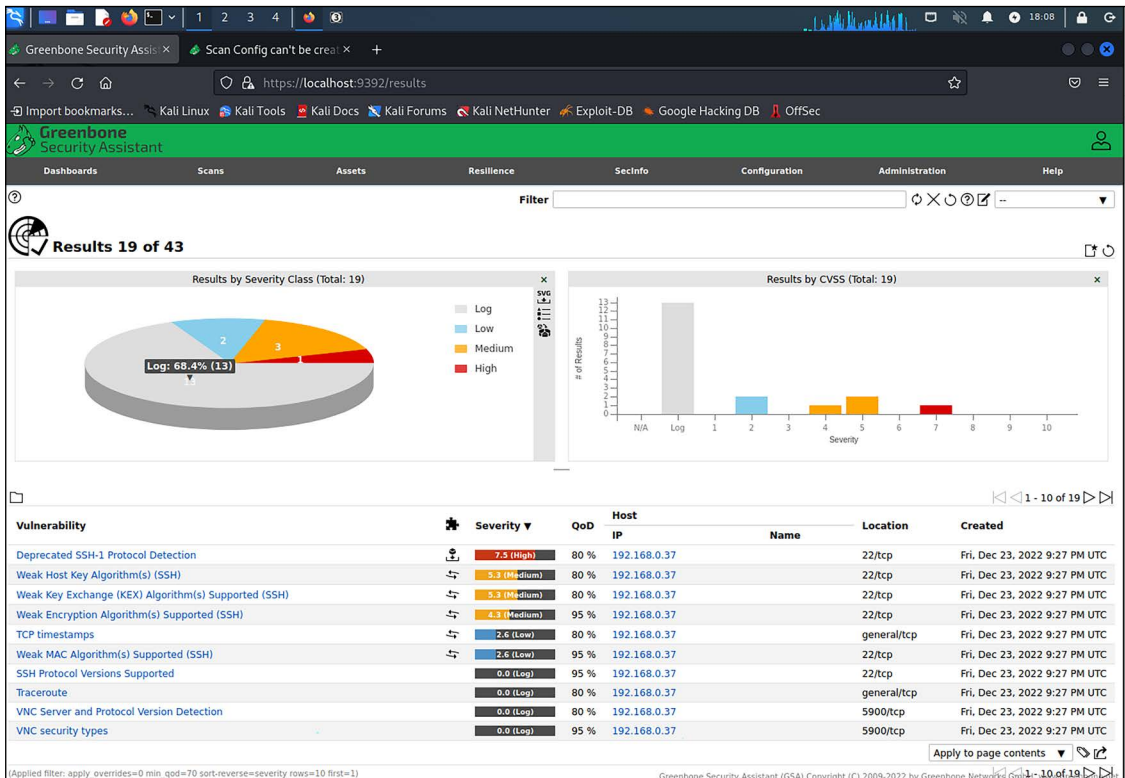 1 2 3 4 18:08
Greenbone Security Assis × Scan Config can't be creat × +
https://localhost:9392/results
Import bookmarks... Kali Linux Kali Tools Kali Docs Kali Forums Kali NetHunter Exploit-DB Google Hacking DB OffSec
Greenbone
Security Assistant
Dashboards Scans Assets Resilience SecInfo Configuration Administration Help
Filter --
Results 19 of 43
Results by Severity Class (Total: 19) ×
SVG
Log
Low
Medium
High
2
3
Log: 68.4% (13)
13
Results by CVSS (Total: 19) ×
# of Results
13
12
11
10
9
8
7
6
5
4
3
2
1
0
N/A Log 1 2 3 4 5 6 7 8 9 10
Severity
1 - 10 of 19
Vulnerability Severity ▼ QoD Host Location Created
IP Name
Deprecated SSH-1 Protocol Detection 7.5 (High) 80 % 192.168.0.37 22/tcp Fri, Dec 23, 2022 9:27 PM UTC
Weak Host Key Algorithm(s) (SSH) 5.3 (Medium) 80 % 192.168.0.37 22/tcp Fri, Dec 23, 2022 9:27 PM UTC
Weak Key Exchange (KEX) Algorithm(s) Supported (SSH) 5.3 (Medium) 80 % 192.168.0.37 22/tcp Fri, Dec 23, 2022 9:27 PM UTC
Weak Encryption Algorithm(s) Supported (SSH) 4.3 (Medium) 95 % 192.168.0.37 22/tcp Fri, Dec 23, 2022 9:27 PM UTC
TCP timestamps 2.6 (Low) 80 % 192.168.0.37 general/tcp Fri, Dec 23, 2022 9:27 PM UTC
Weak MAC Algorithm(s) Supported (SSH) 2.6 (Low) 95 % 192.168.0.37 22/tcp Fri, Dec 23, 2022 9:27 PM UTC
SSH Protocol Versions Supported 0.0 (Log) 95 % 192.168.0.37 22/tcp Fri, Dec 23, 2022 9:27 PM UTC
Traceroute 0.0 (Log) 80 % 192.168.0.37 general/tcp Fri, Dec 23, 2022 9:27 PM UTC
VNC Server and Protocol Version Detection 0.0 (Log) 80 % 192.168.0.37 5900/tcp Fri, Dec 23, 2022 9:27 PM UTC
VNC security types 0.0 (Log) 95 % 192.168.0.37 5900/tcp Fri, Dec 23, 2022 9:27 PM UTC
Apply to page contents ▼
(Applied filter: apply_overrides=0 min_qod=70 sort-reverse=severity rows=10 first=1) 1 - 10 of 19
Greenbone Security Assistant (GSA) Copyright (C) 2009-2022 by Greenbone Networks